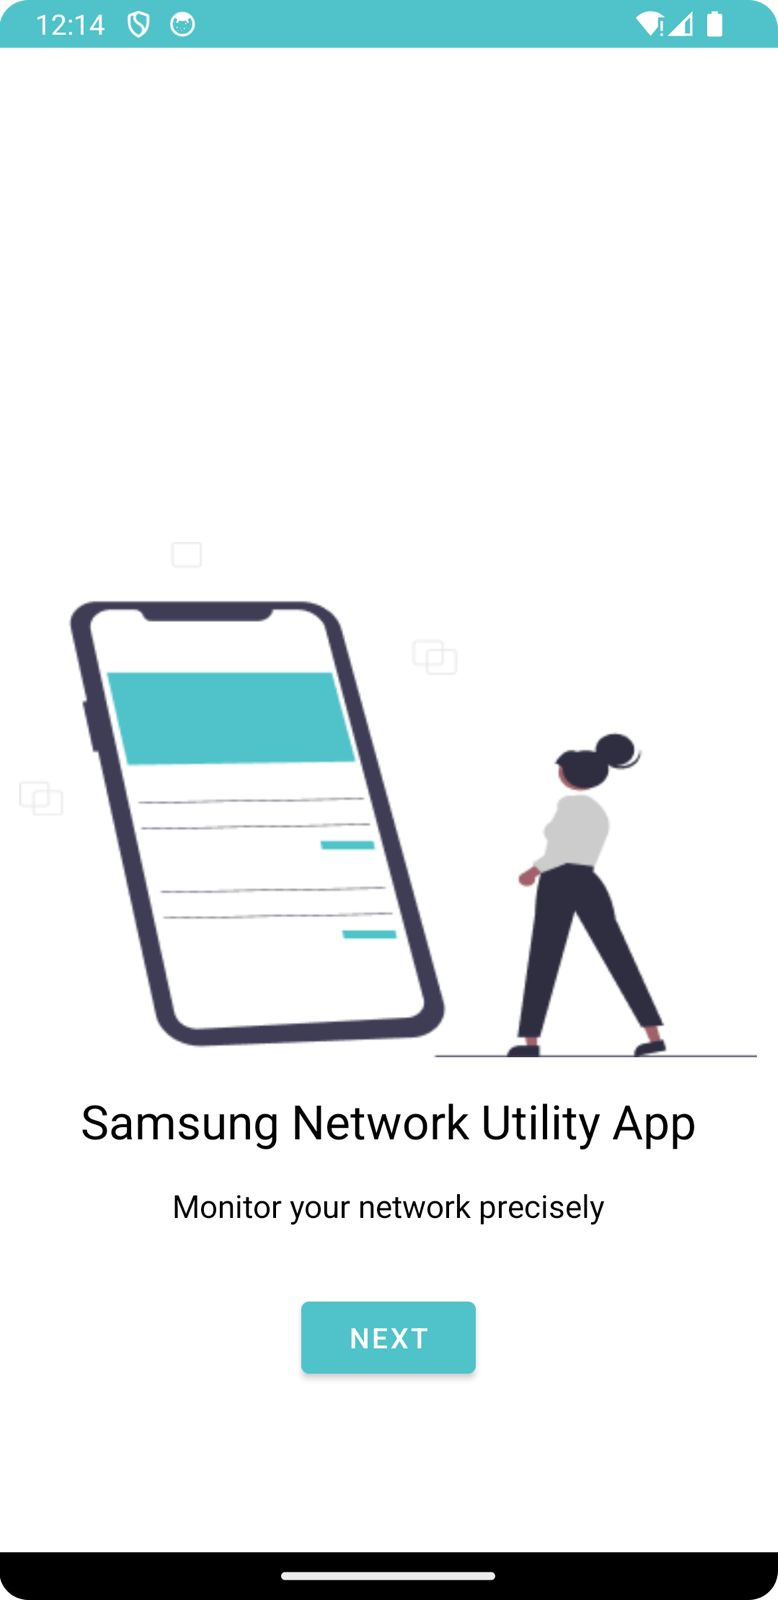 12:14
Samsung Network Utility App
Monitor your network precisely
NEXT